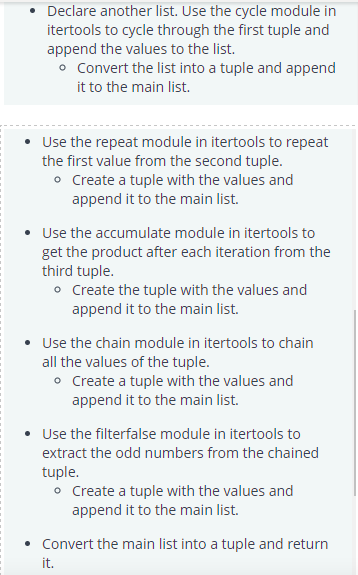 • Declare another list. Use the cycle module in
itertools to cycle through the first tuple and
append the values to the list.
○ Convert the list into a tuple and append
it to the main list.
• Use the repeat module in itertools to repeat
the first value from the second tuple.
○ Create a tuple with the values and
append it to the main list.
• Use the accumulate module in itertools to
get the product after each iteration from the
third tuple.
○ Create the tuple with the values and
append it to the main list.
• Use the chain module in itertools to chain
all the values of the tuple.
○ Create a tuple with the values and
append it to the main list.
• Use the filterfalse module in itertools to
extract the odd numbers from the chained
tuple.
○ Create a tuple with the values and
append it to the main list.
• Convert the main list into a tuple and return
it.